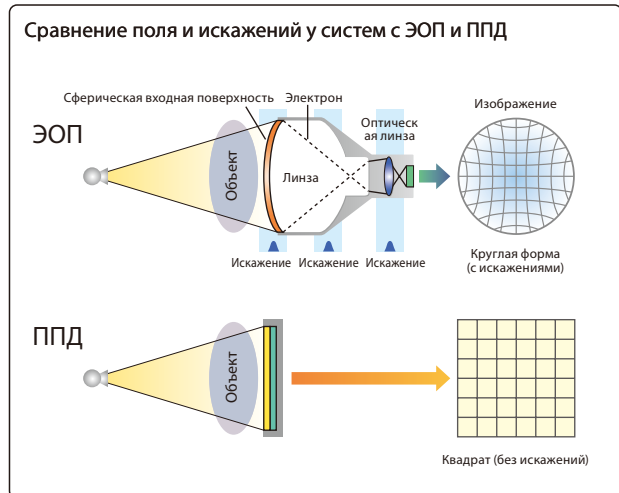 Сравнение поля и искажений у систем с ЭОП и ППД
Сферическая входная поверхность
Электрон
Оптическ
ая линза
Изображение
ЭОП
Объект
Линза
Искажение
Искажение
Искажение
Круглая форма
(с искажениями)
ППД
Объект
Квадрат (без искажений)